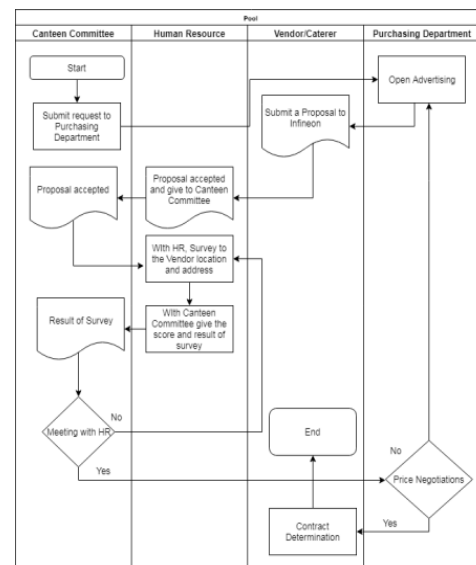 Pool
Canteen Committee
Human Resource
Vendor/Caterer
Purchasing Department
Start
Open Advertising
Submit request to
Purchasing
Department
Submit a Proposal to
Infineon
Proposal accepted
Proposal accepted
and give to Canteen
Committee
With HR, Survey to
the Vendor location
and address
Result of Survey
With Canteen
Committee give the
score and result of
survey
Meeting with HR
No
Yes
End
No
Price Negotiations
Yes
Contract
Determination